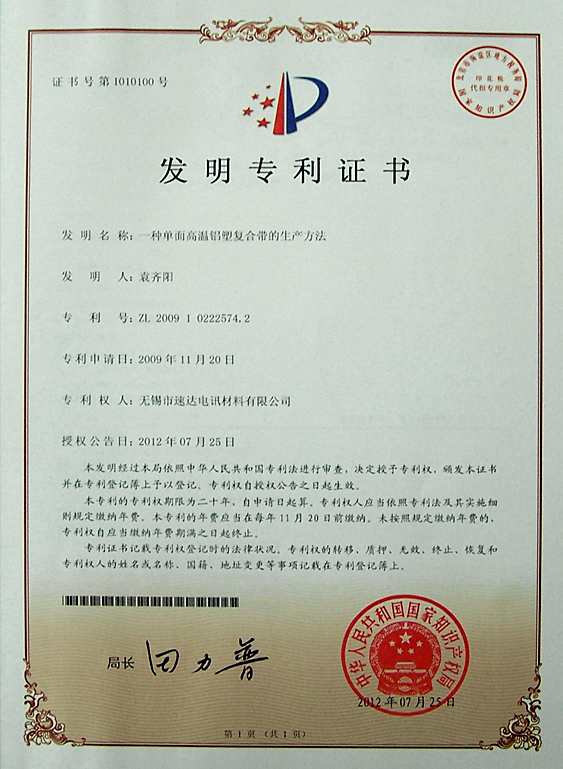 证书号第1010100号
印花税
代扣专用章
国家知识产权局
发明专利证书
发明名称：一种单面高温铝塑复合带的生产方法
发明人：袁齐阳
专利号：ZL 2009 1 0222574.2
专利申请日：2009年11月20日
专利权人：无锡市速达电讯材料有限公司
授权公告日：2012年07月25日
本发明经过本局依照中华人民共和国专利法进行审查，决定授予专利权，颁发本证书
并在专利登记簿上予以登记。专利权自授权公告之日起生效。
本专利的专利权期限为二十年，自申请日起算。专利权人应当依照专利法及其实施细
则规定缴纳年费。本专利的年费应当在每年11月20日前缴纳。未按照规定缴纳年费的，
专利权自应当缴纳年费期满之日起终止。
专利证书记载专利权登记时的法律状况。专利权的转移、质押、无效、终止、恢复和
专利权人的姓名或名称、国籍、地址变更等事项记载在专利登记簿上。
局长 田力普
中华人民共和国国家知识产权局
2012年07月25日
第1页（共1页）